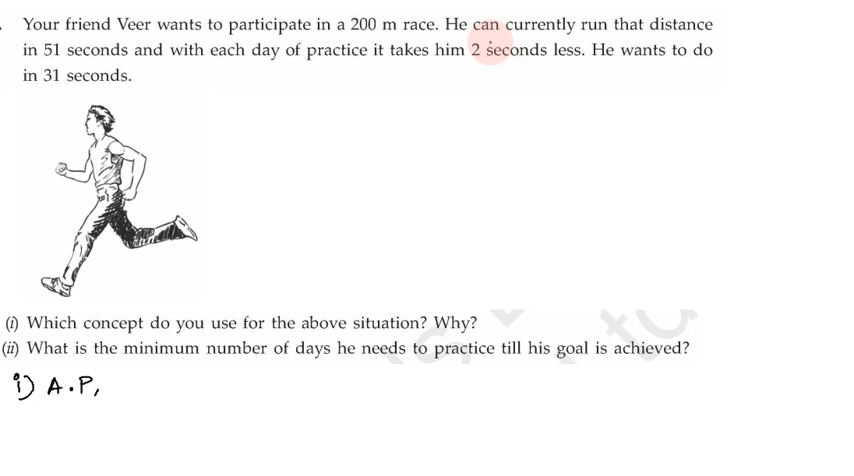 Your friend Veer wants to participate in a 200 m race. He can currently run that distance
in 51 seconds and with each day of practice it takes him 2 seconds less. He wants to do
in 31 seconds.
(i) Which concept do you use for the above situation? Why?
(ii) What is the minimum number of days he needs to practice till his goal is achieved?
i) A.P,